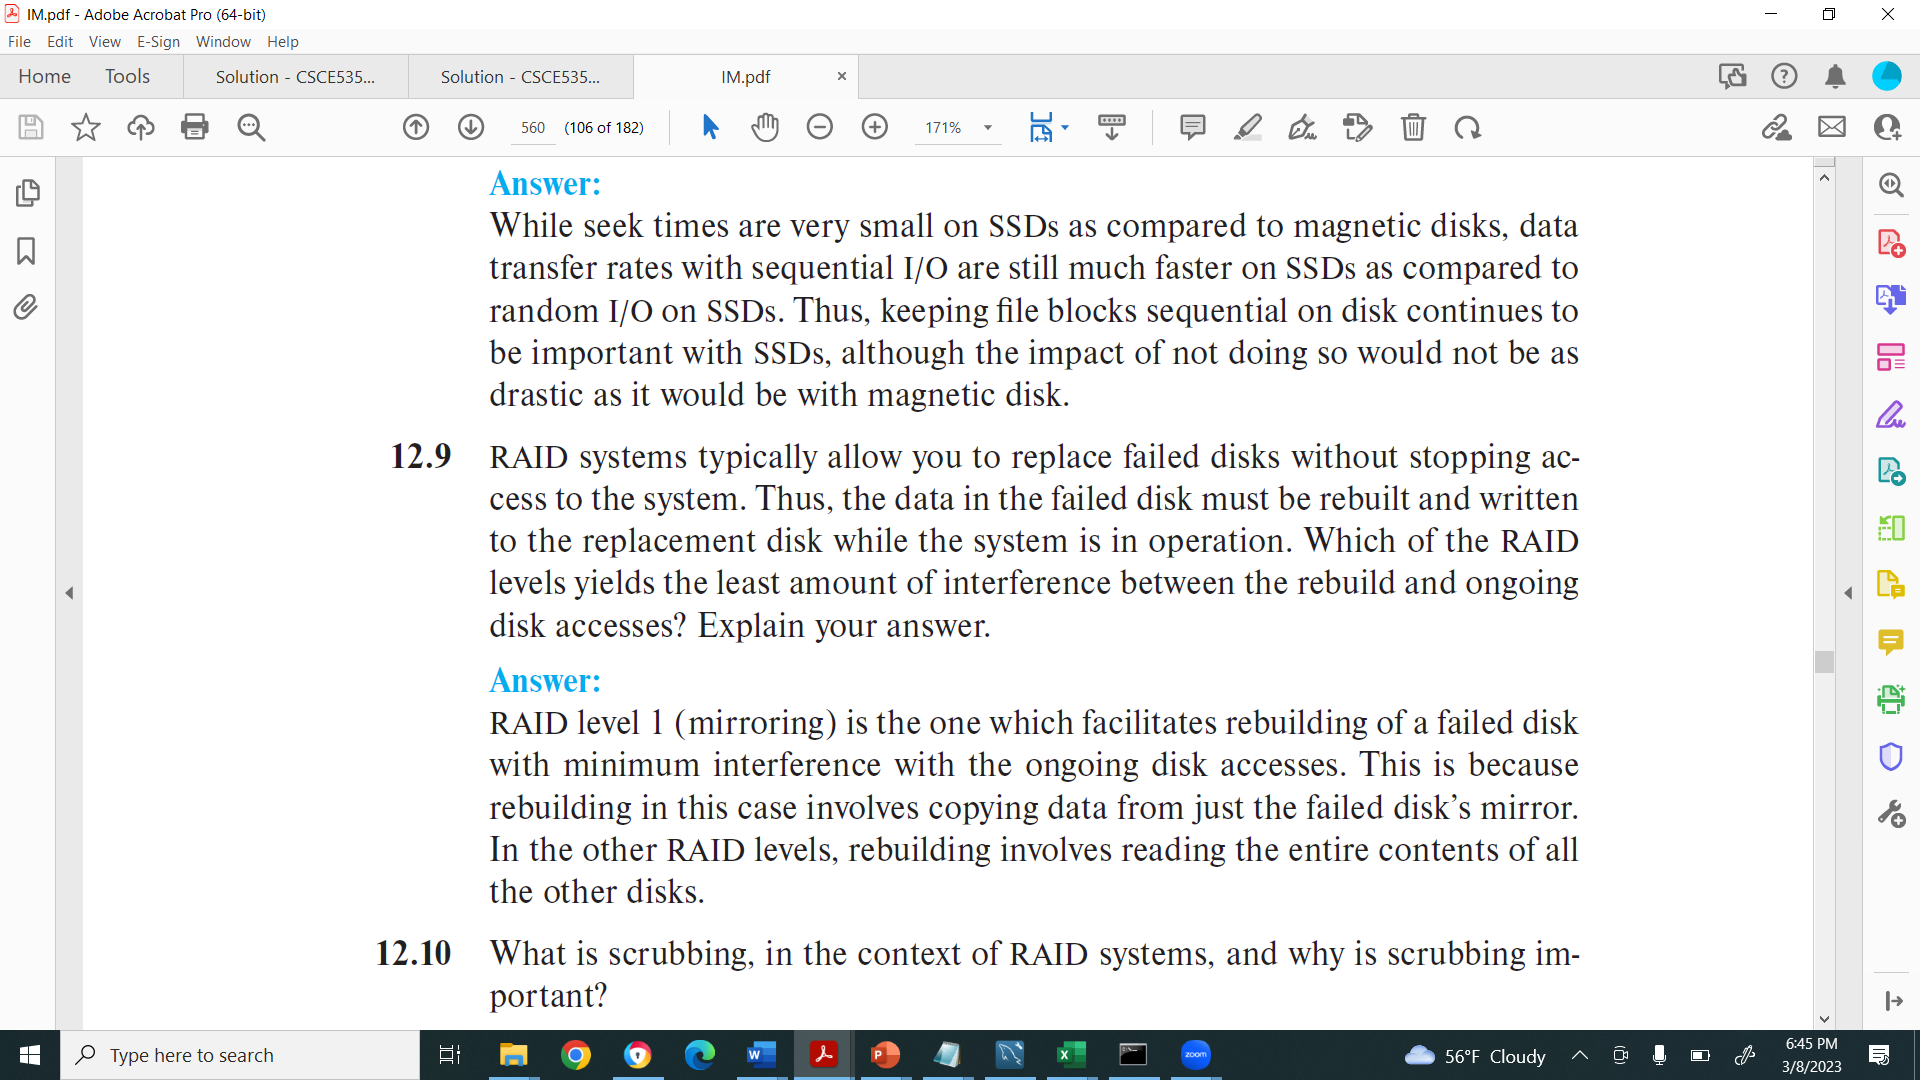 IM.pdf - Adobe Acrobat Pro (64-bit)
File Edit View E-Sign Window Help
Home Tools Solution - CSCE535... Solution - CSCE535... IM.pdf ×
560 (106 of 182) 171%
Answer:
While seek times are very small on SSDs as compared to magnetic disks, data
transfer rates with sequential I/O are still much faster on SSDs as compared to
random I/O on SSDs. Thus, keeping file blocks sequential on disk continues to
be important with SSDs, although the impact of not doing so would not be as
drastic as it would be with magnetic disk.
12.9 RAID systems typically allow you to replace failed disks without stopping ac-
cess to the system. Thus, the data in the failed disk must be rebuilt and written
to the replacement disk while the system is in operation. Which of the RAID
levels yields the least amount of interference between the rebuild and ongoing
disk accesses? Explain your answer.
Answer:
RAID level 1 (mirroring) is the one which facilitates rebuilding of a failed disk
with minimum interference with the ongoing disk accesses. This is because
rebuilding in this case involves copying data from just the failed disk’s mirror.
In the other RAID levels, rebuilding involves reading the entire contents of all
the other disks.
12.10 What is scrubbing, in the context of RAID systems, and why is scrubbing im-
portant?
Type here to search
zoom
56°F Cloudy
6:45 PM
3/8/2023